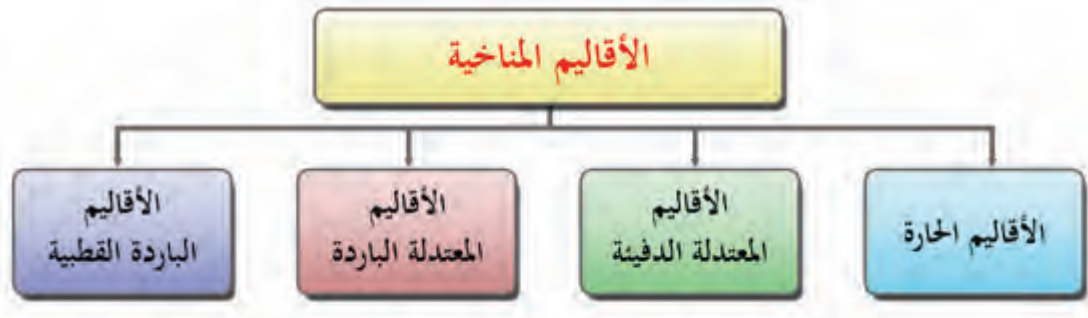 الأقاليم المناخية
الأقاليم الحارة
الأقاليم
المعتدلة الدفيئة
الأقاليم
المعتدلة الباردة
الأقاليم
الباردة القطبية